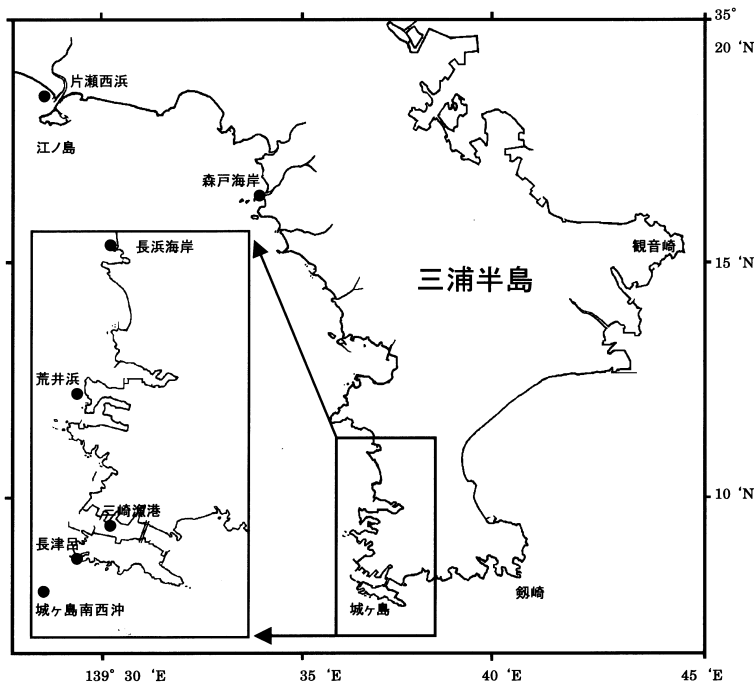 35°
20 'N
片瀬西浜
江ノ島
森戸海岸
観音崎
長浜海岸
15 'N
三浦半島
荒井浜
10 'N
三崎漁港
長津呂
剱崎
城ヶ島
城ヶ島南西沖
139° 30 'E
35 'E
40 'E
45 'E